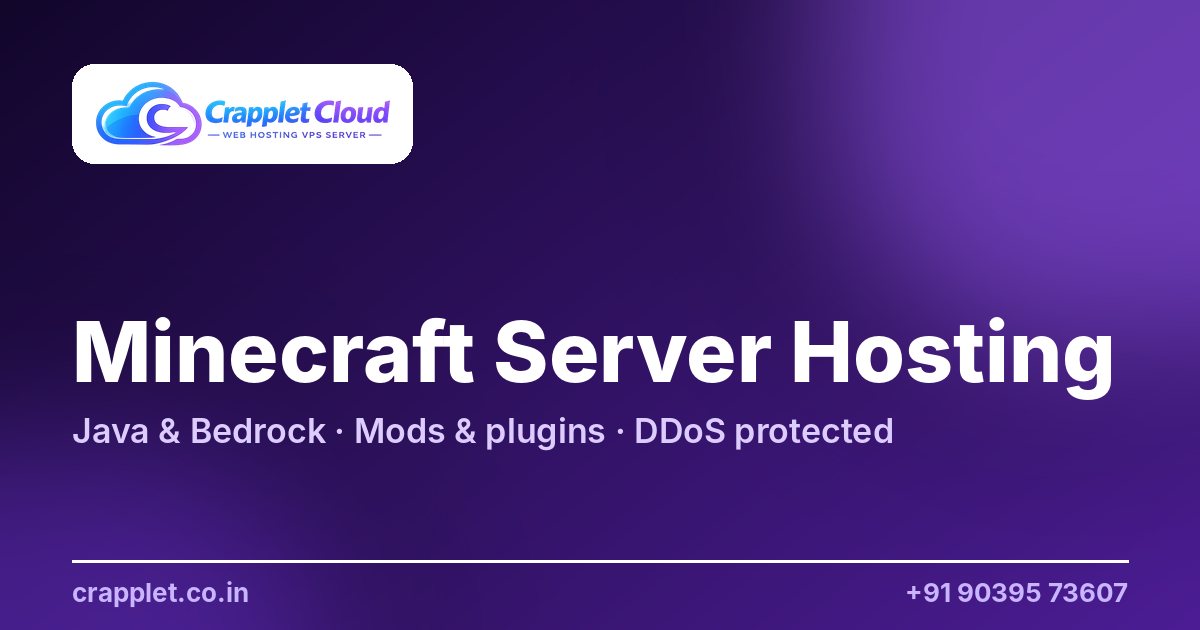 Crapplet Cloud
WEB HOSTING VPS SERVER
Minecraft Server Hosting
Java & Bedrock · Mods & plugins · DDoS protected
crapplet.co.in
+91 90395 73607